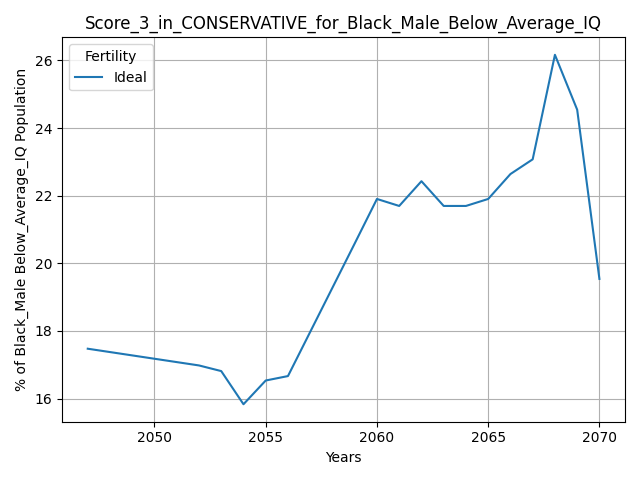 Score_3_in_CONSERVATIVE_for_Black_Male_Below_Average_IQ
Fertility
Ideal
% of Black_Male Below_Average_IQ Population
26
24
22
20
18
16
2050 2055 2060 2065 2070
Years